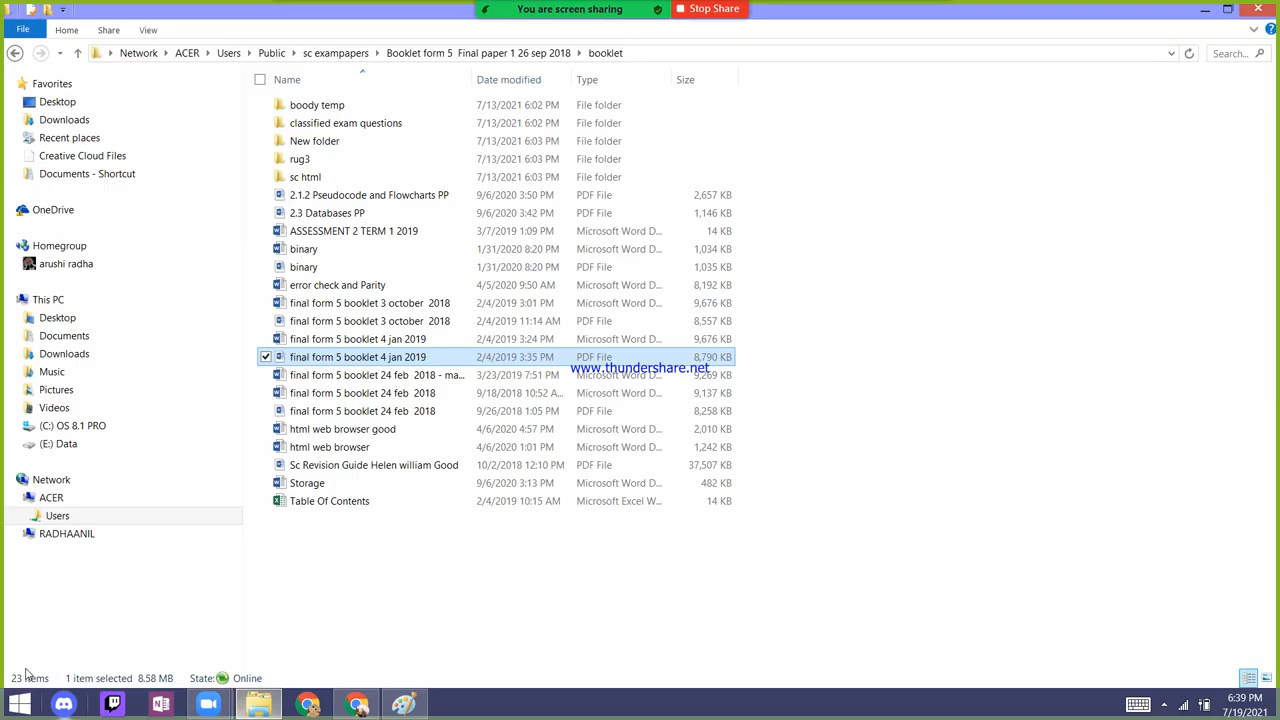 You are screen sharing Stop Share
File Home Share View
Network ACER Users Public sc exampapers Booklet form 5 Final paper 1 26 sep 2018 booklet Search...
Name Date modified Type Size
Favorites
Desktop
Downloads
Recent places
Creative Cloud Files
Documents - Shortcut
OneDrive
Homegroup
arushi radha
This PC
Desktop
Documents
Downloads
Music
Pictures
Videos
(C:) OS 8.1 PRO
(E:) Data
Network
ACER
Users
RADHAANIL
boody temp 7/13/2021 6:02 PM File folder
classified exam questions 7/13/2021 6:02 PM File folder
New folder 7/13/2021 6:03 PM File folder
rug3 7/13/2021 6:03 PM File folder
sc html 7/13/2021 6:03 PM File folder
2.1.2 Pseudocode and Flowcharts PP 9/6/2020 3:50 PM PDF File 2,657 KB
2.3 Databases PP 9/6/2020 3:42 PM PDF File 1,146 KB
ASSESSMENT 2 TERM 1 2019 3/7/2019 1:09 PM Microsoft Word D... 14 KB
binary 1/31/2020 8:20 PM Microsoft Word D... 1,034 KB
binary 1/31/2020 8:20 PM PDF File 1,035 KB
error check and Parity 4/5/2020 9:50 AM Microsoft Word D... 8,192 KB
final form 5 booklet 3 october 2018 2/4/2019 3:01 PM Microsoft Word D... 9,676 KB
final form 5 booklet 3 october 2018 2/4/2019 11:14 AM PDF File 8,557 KB
final form 5 booklet 4 jan 2019 2/4/2019 3:24 PM Microsoft Word D... 9,676 KB
final form 5 booklet 4 jan 2019 2/4/2019 3:35 PM PDF File 8,790 KB
www.thundershare.net
final form 5 booklet 24 feb 2018 - ma... 3/23/2019 7:51 PM Microsoft Word D... 9,269 KB
final form 5 booklet 24 feb 2018 9/18/2018 10:52 A... Microsoft Word D... 9,137 KB
final form 5 booklet 24 feb 2018 9/26/2018 1:05 PM PDF File 8,258 KB
html web browser good 4/6/2020 4:57 PM Microsoft Word D... 2,010 KB
html web browser 4/6/2020 1:01 PM Microsoft Word D... 1,242 KB
Sc Revision Guide Helen william Good 10/2/2018 12:10 PM PDF File 37,507 KB
Storage 9/6/2020 3:13 PM Microsoft Word D... 482 KB
Table Of Contents 2/4/2019 10:15 AM Microsoft Excel W... 14 KB
23 items 1 item selected 8.58 MB State: Online
6:39 PM
7/19/2021